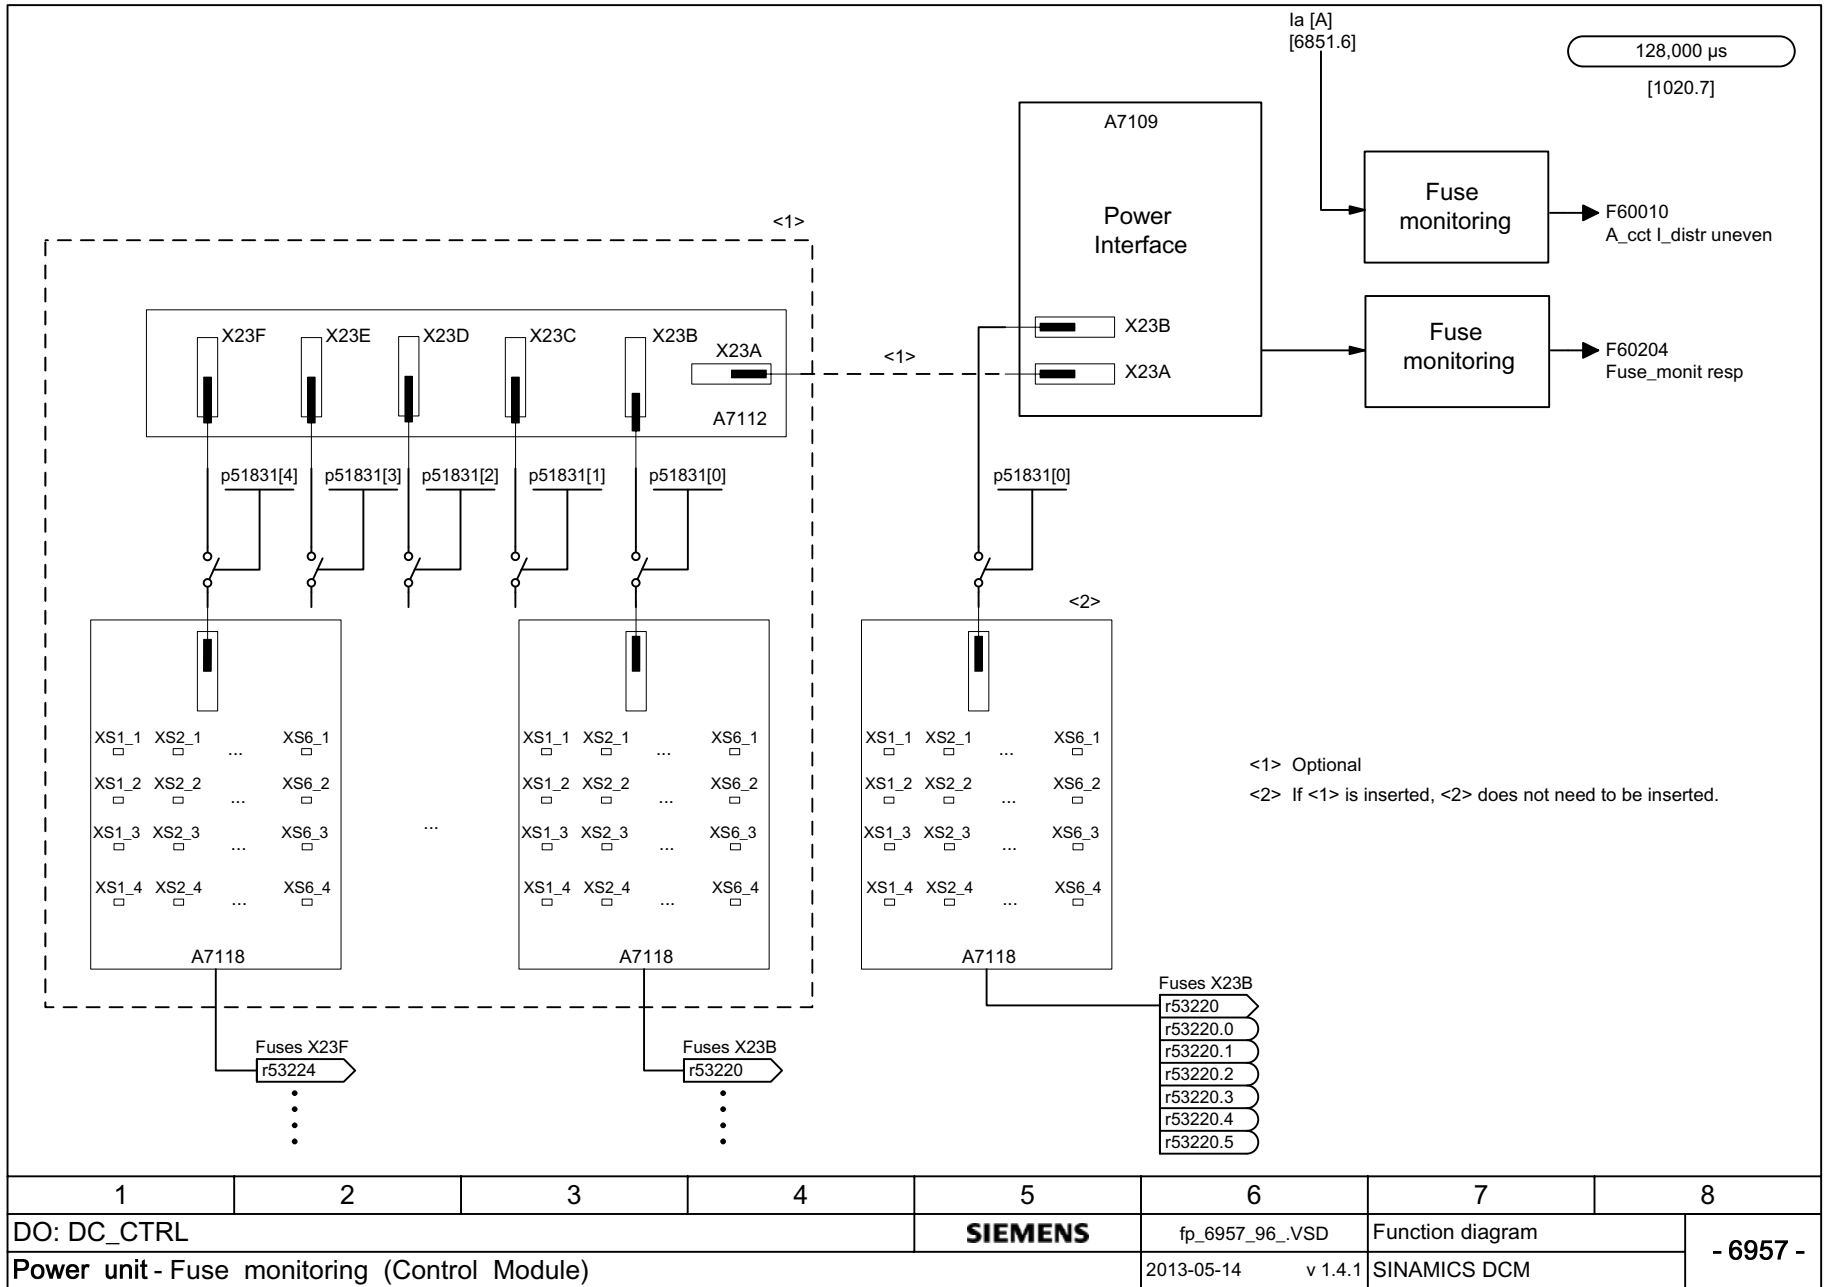 Ia [A]
[6851.6]
128,000 µs
[1020.7]
A7109
Power
Interface
X23B
X23A
Fuse
monitoring
F60010
A_cct I_distr uneven
Fuse
monitoring
F60204
Fuse_monit resp
<1>
X23F
X23E
X23D
X23C
X23B
X23A
A7112
<1>
p51831[4]
p51831[3]
p51831[2]
p51831[1]
p51831[0]
p51831[0]
<2>
XS1_1 XS2_1 ... XS6_1
XS1_2 XS2_2 ... XS6_2
XS1_3 XS2_3 ... XS6_3
XS1_4 XS2_4 ... XS6_4
A7118
...
XS1_1 XS2_1 ... XS6_1
XS1_2 XS2_2 ... XS6_2
XS1_3 XS2_3 ... XS6_3
XS1_4 XS2_4 ... XS6_4
A7118
XS1_1 XS2_1 ... XS6_1
XS1_2 XS2_2 ... XS6_2
XS1_3 XS2_3 ... XS6_3
XS1_4 XS2_4 ... XS6_4
A7118
<1> Optional
<2> If <1> is inserted, <2> does not need to be inserted.
Fuses X23F
r53224
Fuses X23B
r53220
Fuses X23B
r53220
r53220.0
r53220.1
r53220.2
r53220.3
r53220.4
r53220.5
1 2 3 4 5 6 7 8
DO: DC_CTRL
SIEMENS
fp_6957_96_.VSD
Function diagram
- 6957 -
Power unit - Fuse monitoring (Control Module)
2013-05-14 v 1.4.1
SINAMICS DCM